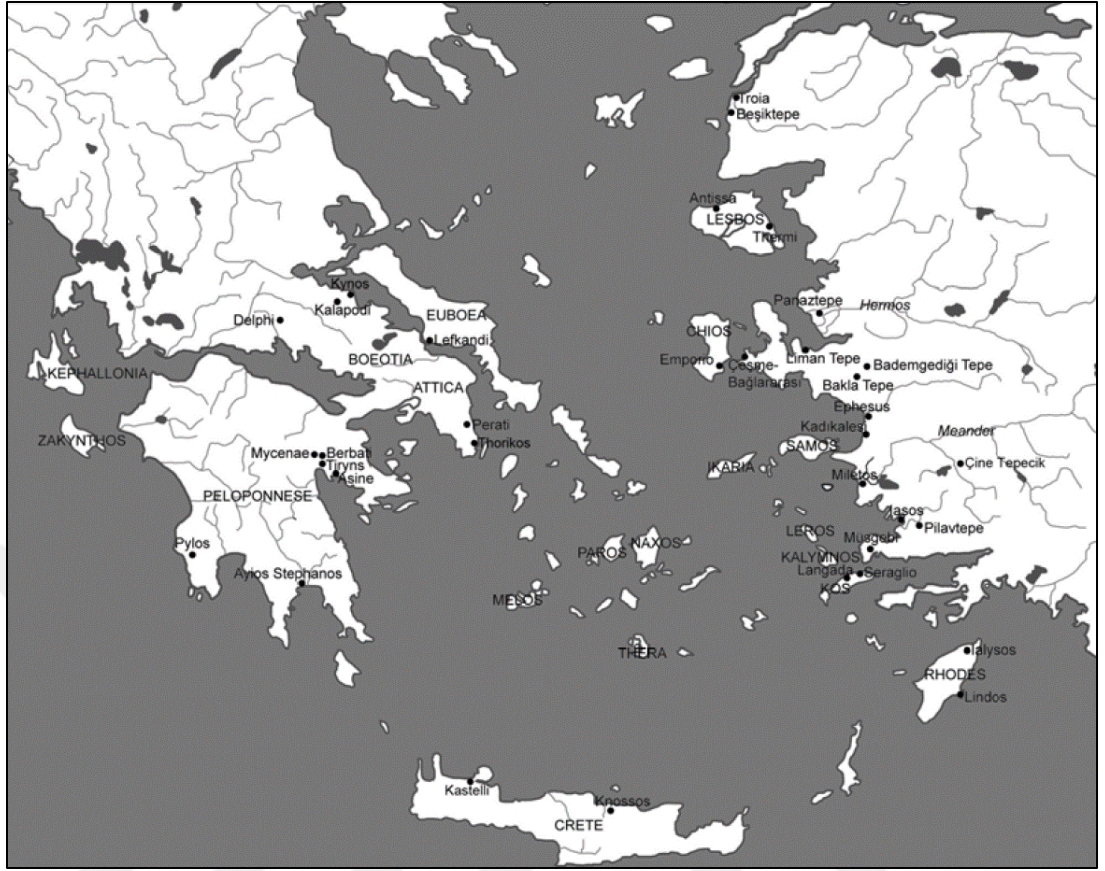 Troia
Beşiktepe
Antissa
LESBOS
Thermi
Kynos
Kalapodi
Delphi
EUBOEA
Lefkandi
BOEOTIA
ATTICA
KEPHALLONIA
ZAKYNTHOS
Perati
Thorikos
Mycenae
Berbati
Tiryns
Asine
PELOPONNESE
Pylos
Ayios Stephanos
Panaztepe
Hermos
CHIOS
Emporio
Çeşme-
Bağlararası
Liman Tepe
Bademgediği Tepe
Bakla Tepe
Ephesus
Kadıkalesi
Meander
SAMOS
IKARIA
Miletos
Çine Tepecik
Iasos
Pilavtepe
LEROS
Müsgebi
KALYMNOS
Langada
Seraglio
KOS
PAROS
NAXOS
MELOS
THERA
Ialysos
RHODES
Lindos
Kastelli
Knossos
CRETE